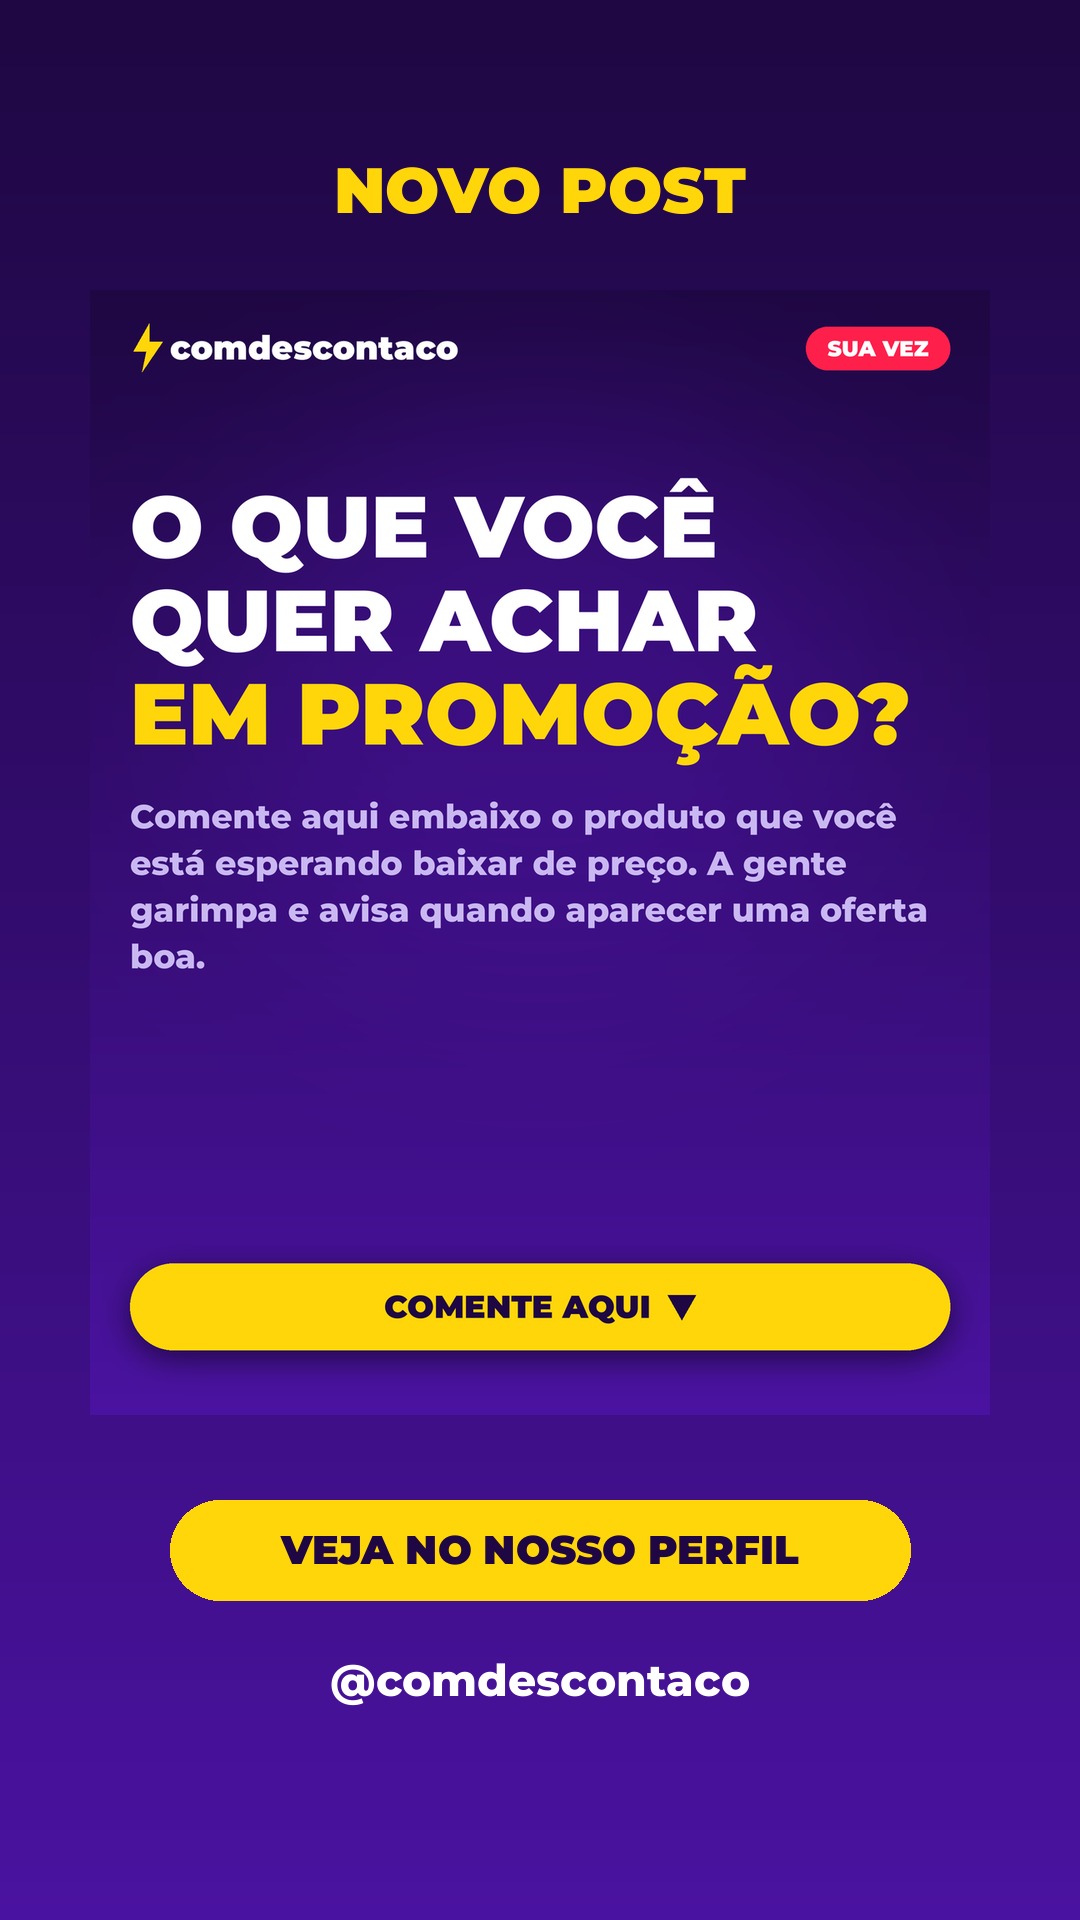 NOVO POST
comdescontaco
SUA VEZ
O QUE VOCÊ
QUER ACHAR
EM PROMOÇÃO?
Comente aqui embaixo o produto que você
está esperando baixar de preço. A gente
garimpa e avisa quando aparecer uma oferta
boa.
COMENTE AQUI ▼
VEJA NO NOSSO PERFIL
@comdescontaco